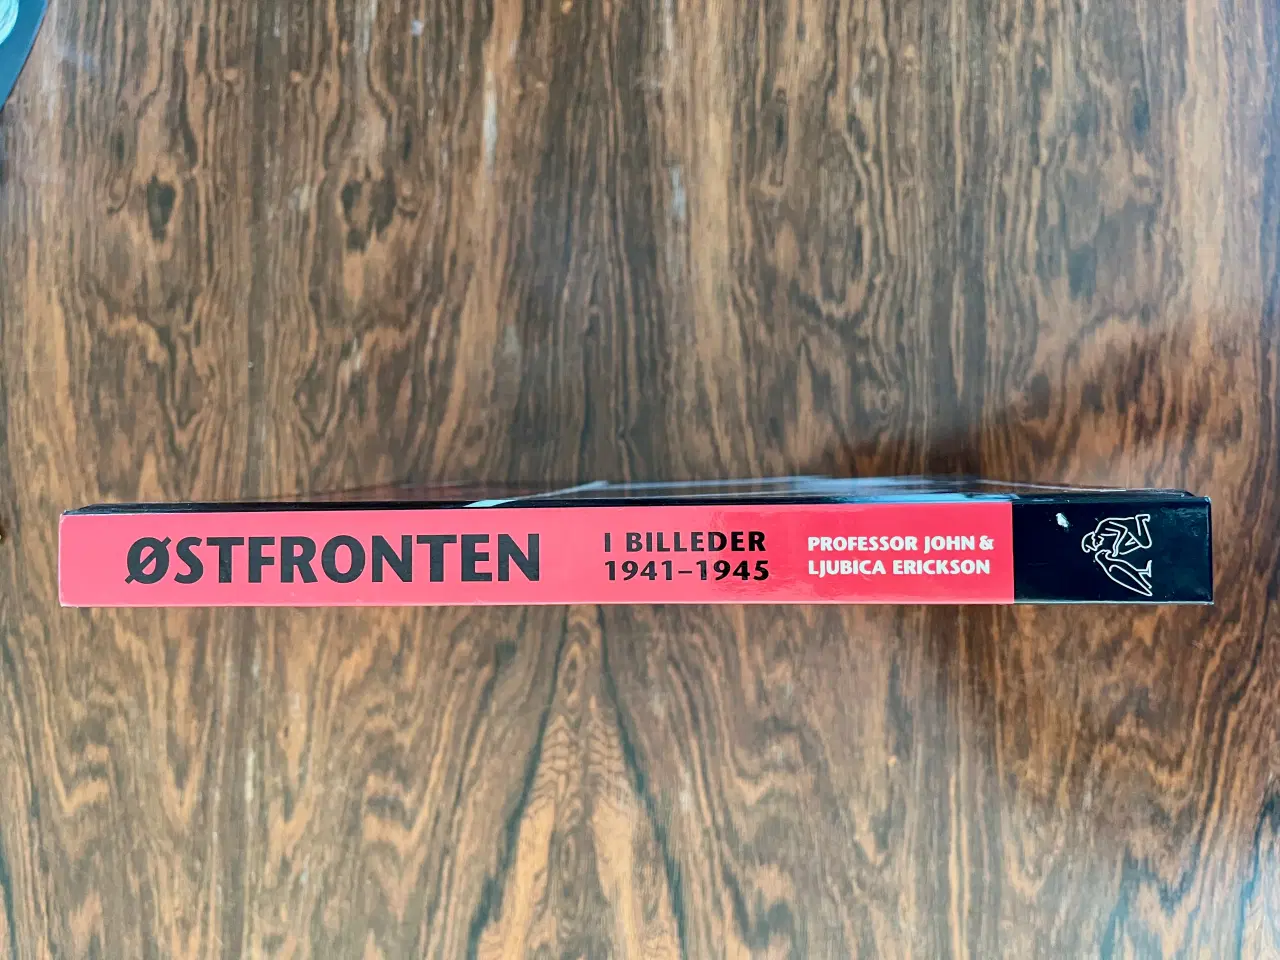 ØSTFRONTEN
I BILLEDER
1941–1945
PROFESSOR JOHN &
LJUBICA ERICKSON